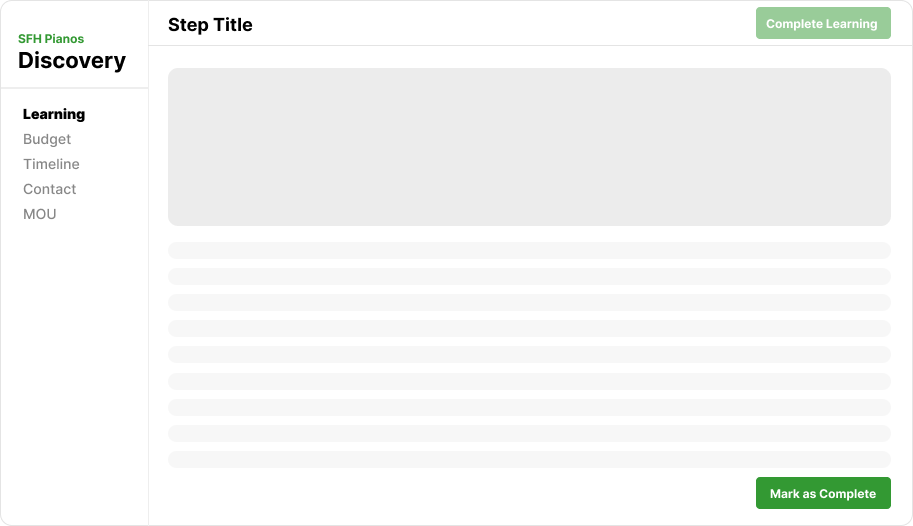 SFH Pianos
Discovery
Learning
Budget
Timeline
Contact
MOU
Step Title
Complete Learning
Mark as Complete